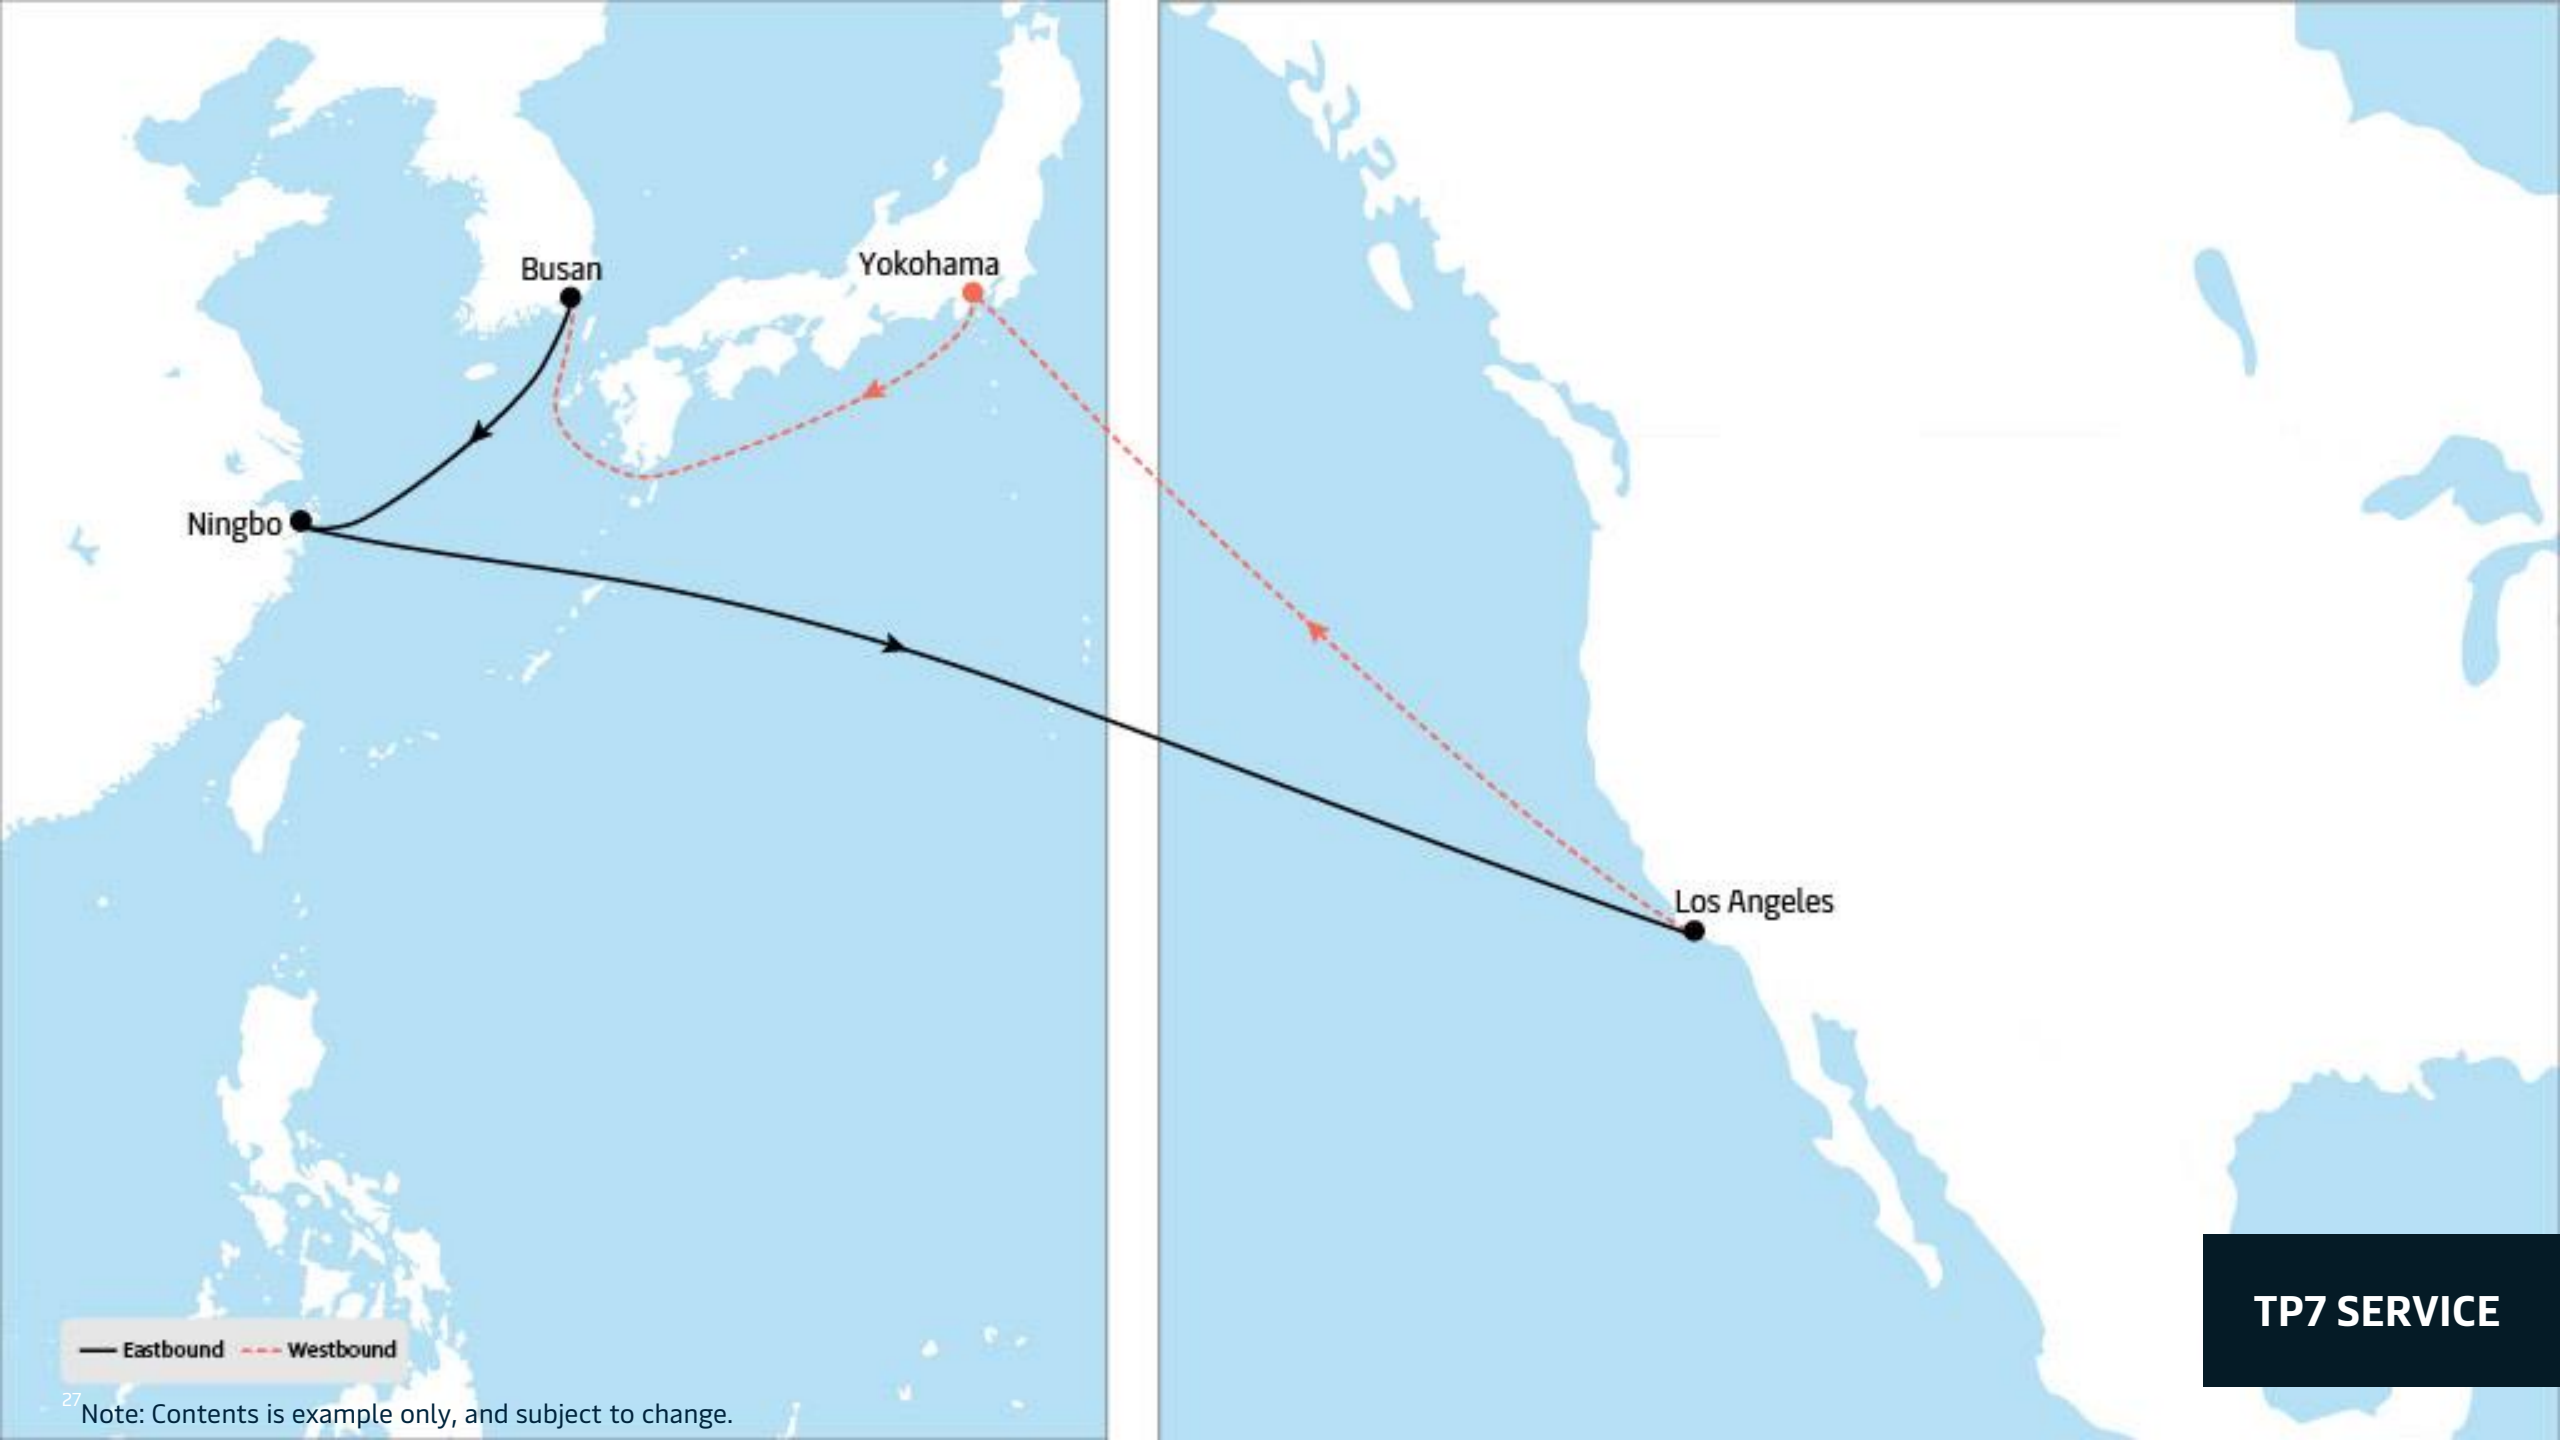 Busan
Yokohama
Ningbo
Los Angeles
TP7 SERVICE
Eastbound
Westbound
27
Note: Contents is example only, and subject to change.